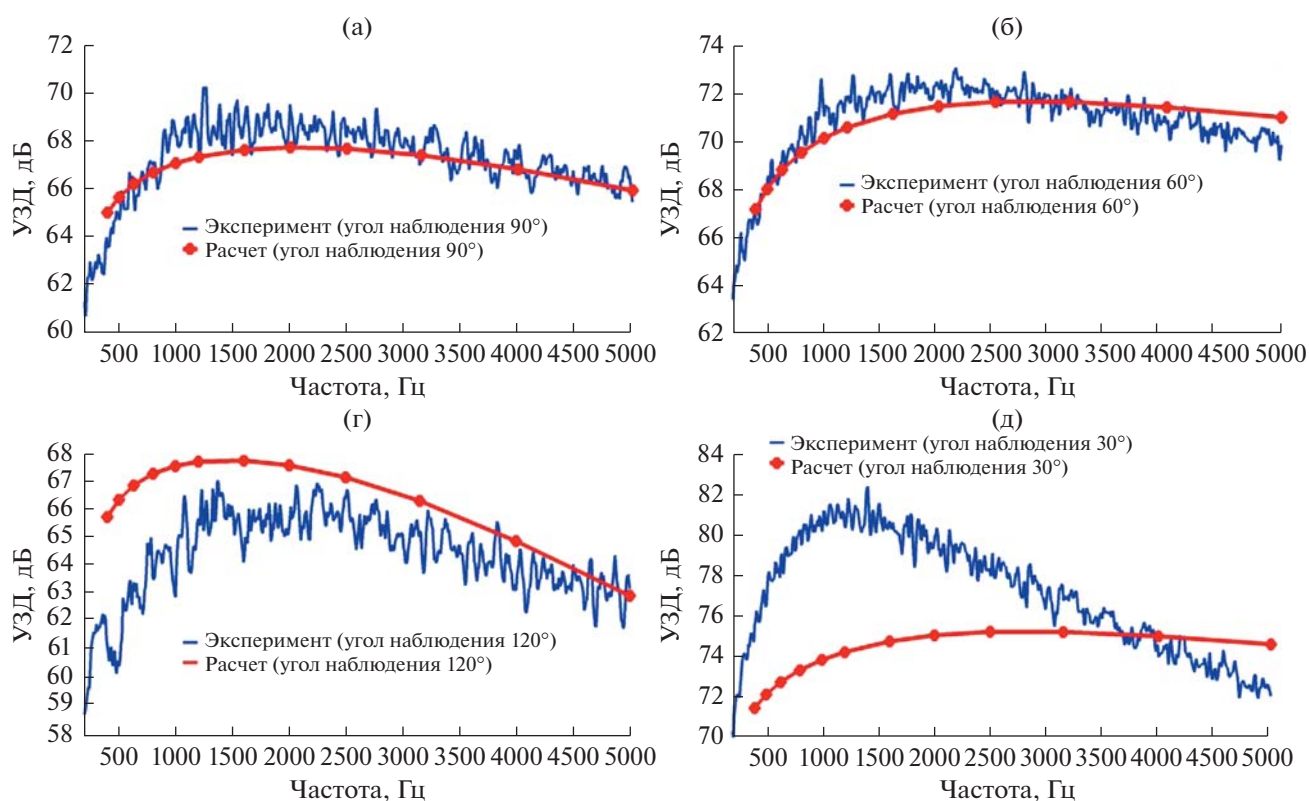 (а)
72
70
68
66
64
62
60
УЗД, дБ
Эксперимент (угол наблюдения 90°)
Расчет (угол наблюдения 90°)
500 1000 1500 2000 2500 3000 3500 4000 4500 5000
Частота, Гц
(б)
74
72
70
68
66
64
62
УЗД, дБ
Эксперимент (угол наблюдения 60°)
Расчет (угол наблюдения 60°)
500 1000 1500 2000 2500 3000 3500 4000 4500 5000
Частота, Гц
(г)
68
67
66
65
64
63
62
61
60
59
58
УЗД, дБ
Эксперимент (угол наблюдения 120°)
Расчет (угол наблюдения 120°)
500 1000 1500 2000 2500 3000 3500 4000 4500 5000
Частота, Гц
(д)
Эксперимент (угол наблюдения 30°)
Расчет (угол наблюдения 30°)
84
82
80
78
76
74
72
70
УЗД, дБ
500 1000 1500 2000 2500 3000 3500 4000 4500 5000
Частота, Гц